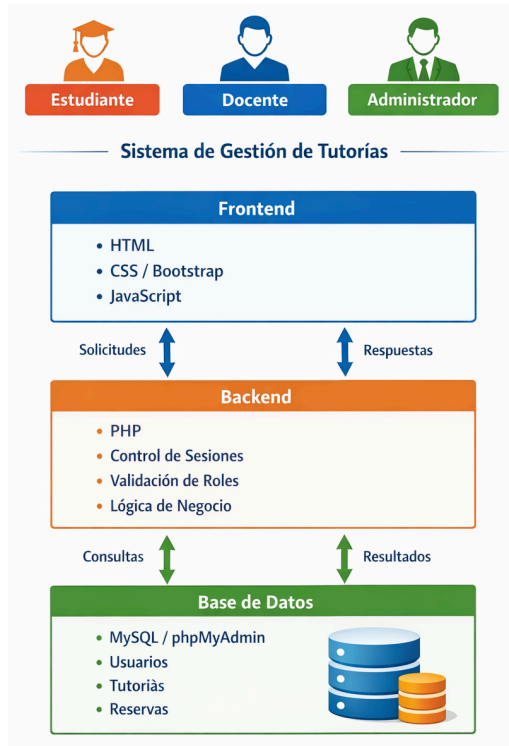 Estudiante
Docente
Administrador
Sistema de Gestión de Tutorías
Frontend
• HTML
• CSS / Bootstrap
• JavaScript
Solicitudes
Respuestas
Backend
• PHP
• Control de Sesiones
• Validación de Roles
• Lógica de Negocio
Consultas
Resultados
Base de Datos
• MySQL / phpMyAdmin
• Usuarios
• Tutoriàs
• Reservas